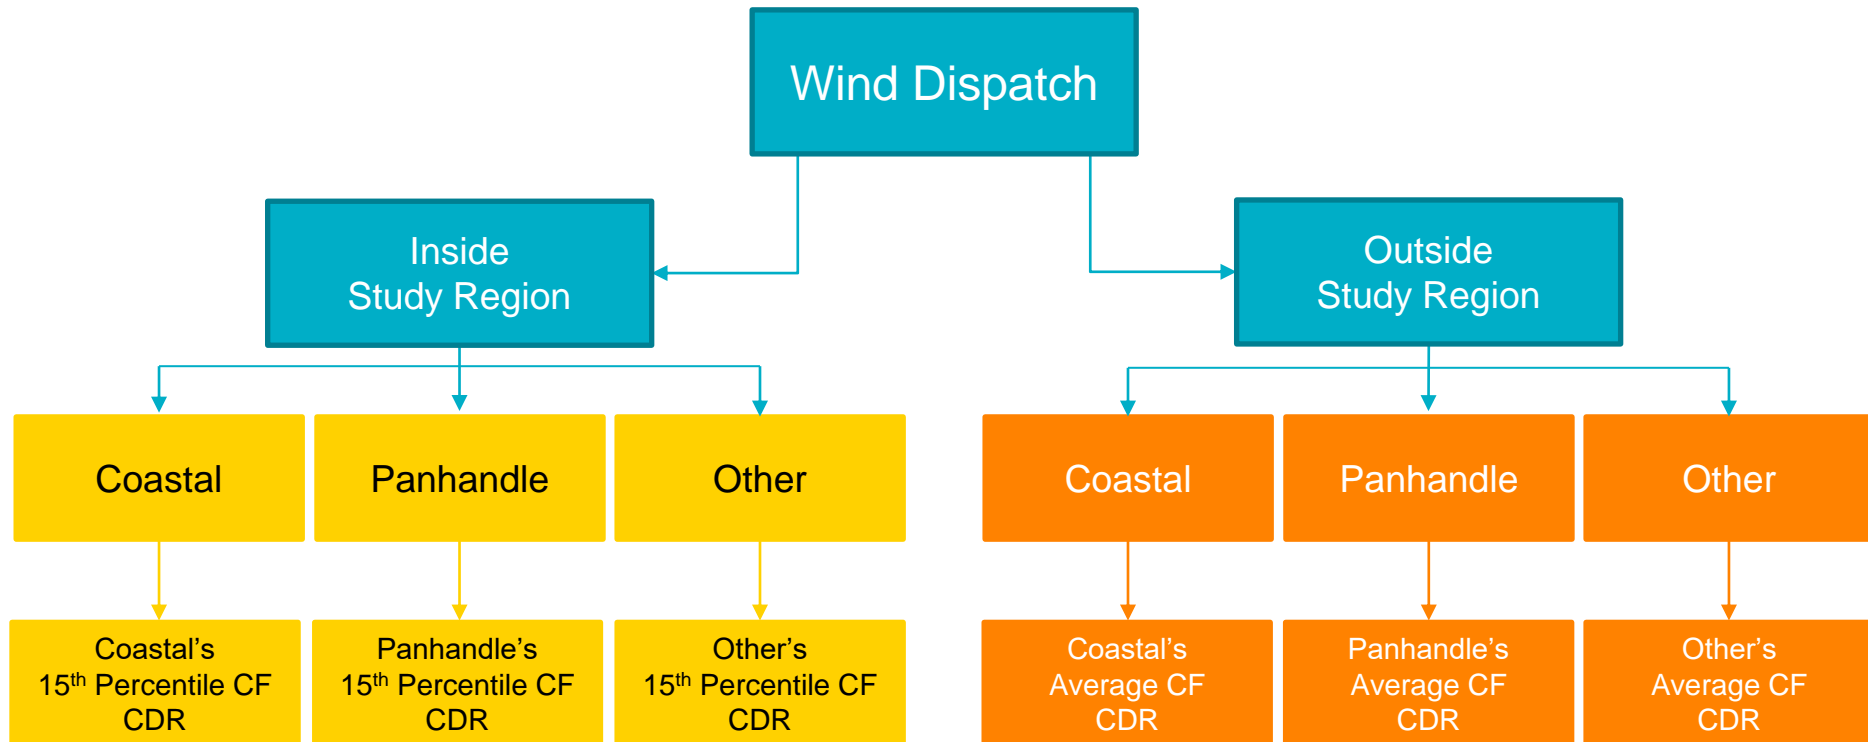 Wind Dispatch
Inside
Study Region
Outside
Study Region
Coastal
Panhandle
Other
Coastal
Panhandle
Other
Coastal’s
15th Percentile CF
CDR
Panhandle’s
15th Percentile CF
CDR
Other’s
15th Percentile CF
CDR
Coastal’s
Average CF
CDR
Panhandle’s
Average CF
CDR
Other’s
Average CF
CDR